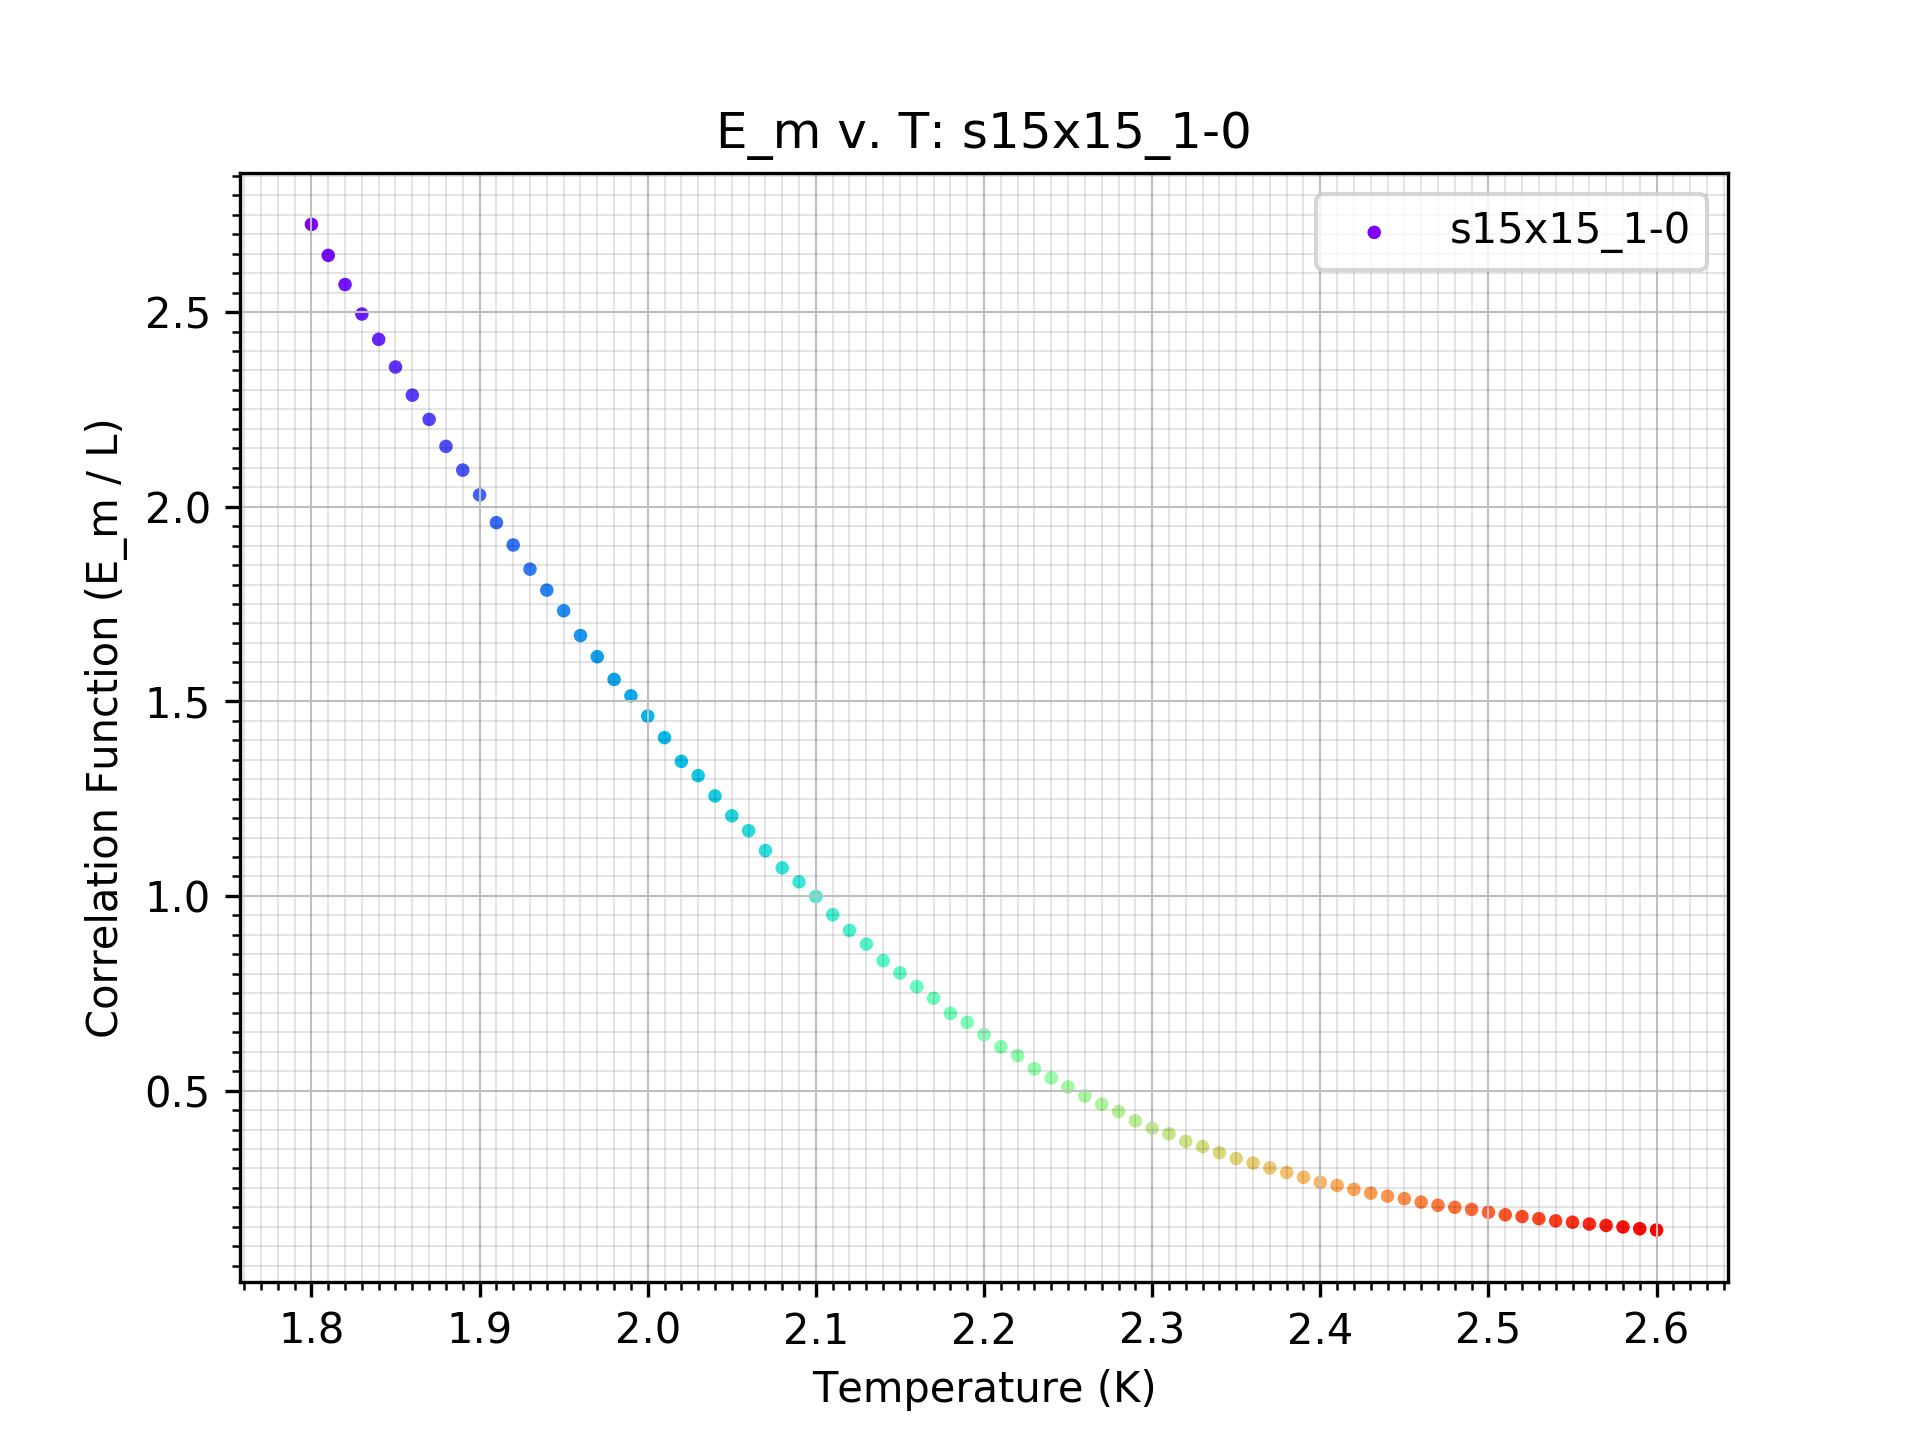 E_m v. T: s15x15_1-0
s15x15_1-0
Correlation Function (E_m / L)
2.5
2.0
1.5
1.0
0.5
1.8 1.9 2.0 2.1 2.2 2.3 2.4 2.5 2.6
Temperature (K)